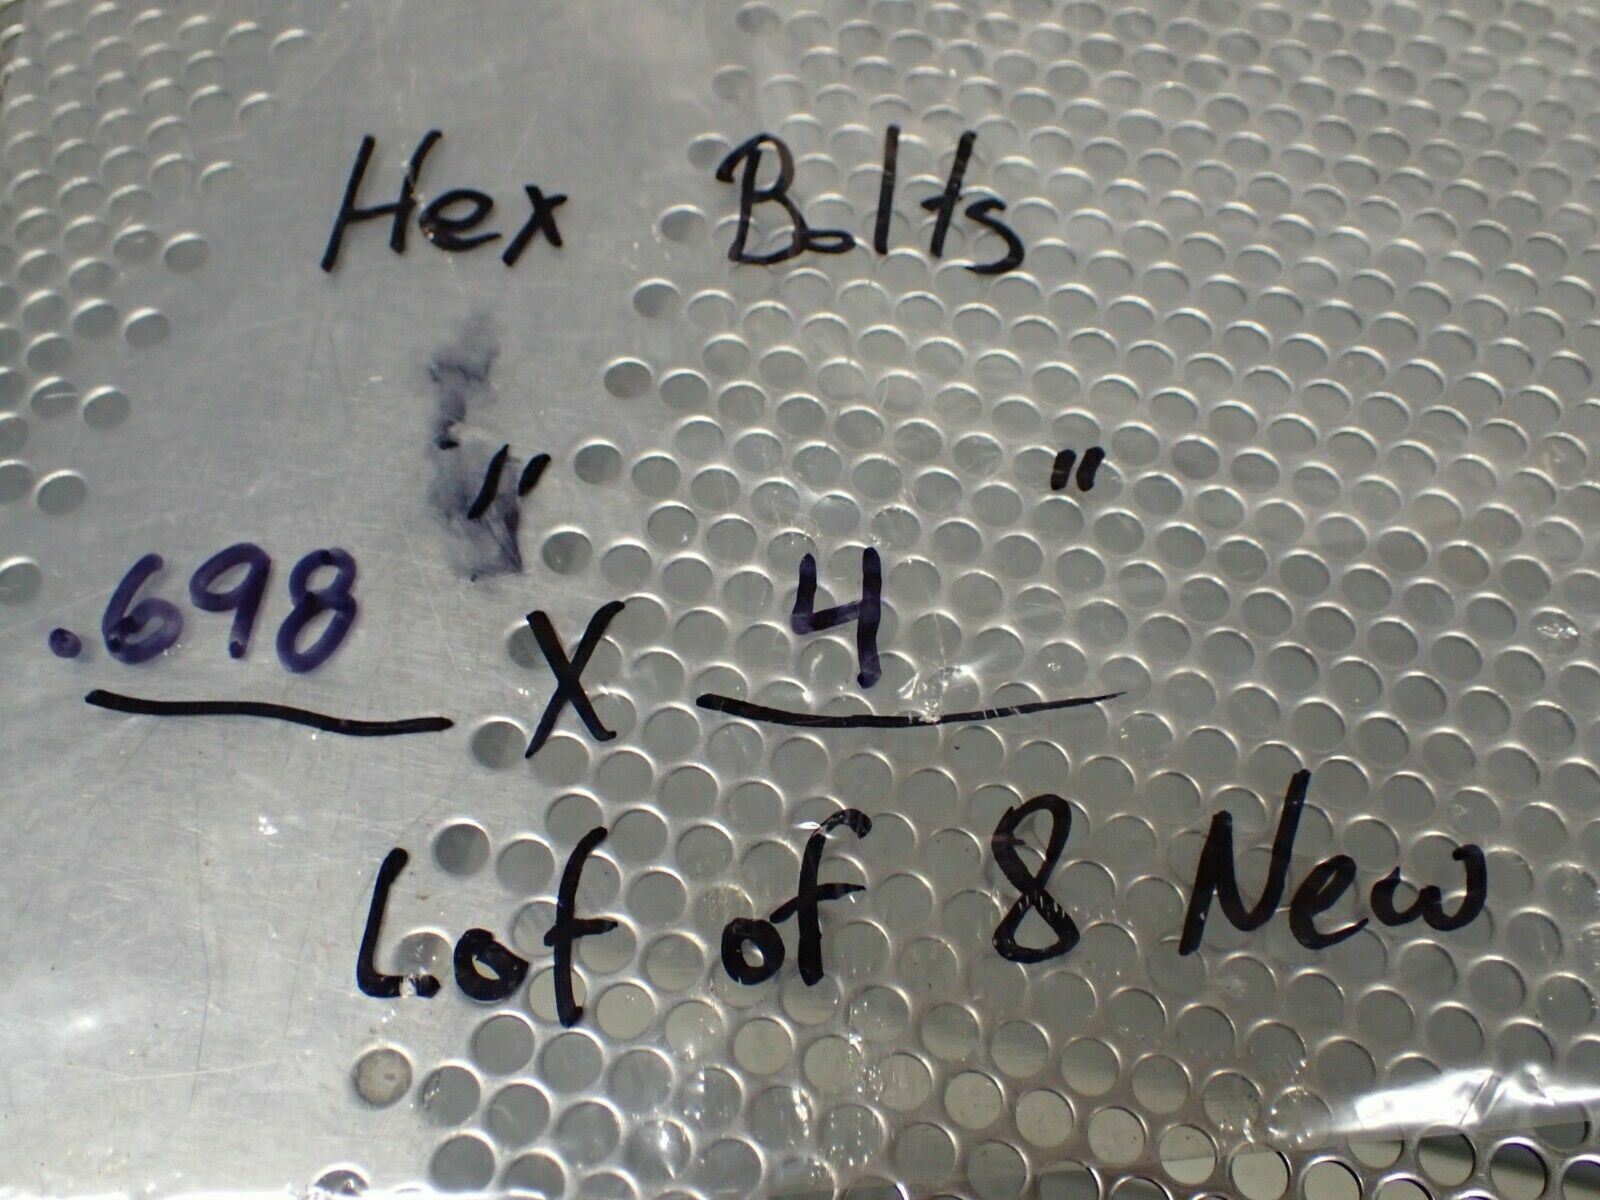 Hex Bolts
.698" X 4"
Lot of 8 New